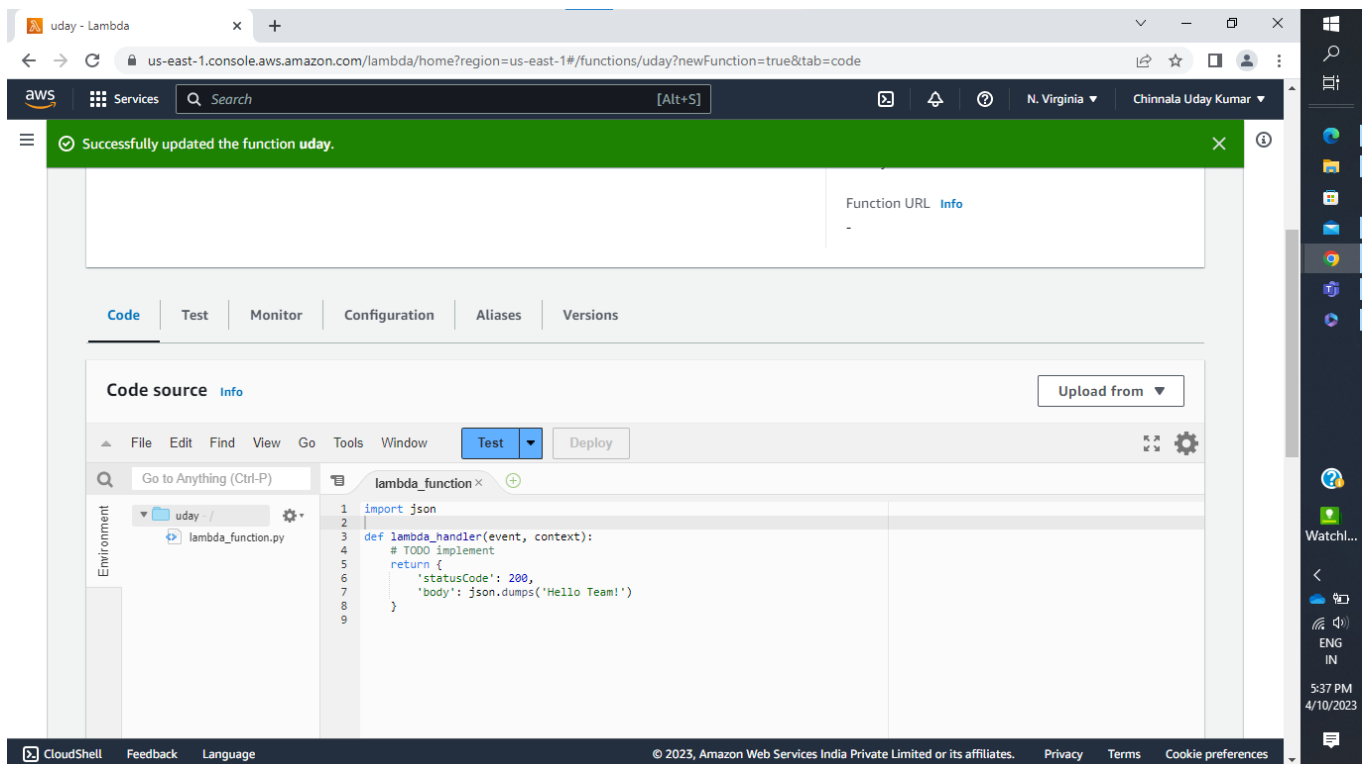 uday - Lambda
us-east-1.console.aws.amazon.com/lambda/home?region=us-east-1#/functions/uday?newFunction=true&tab=code
aws Services Search [Alt+S] N. Virginia Chinnala Uday Kumar
Successfully updated the function uday.
Function URL Info
-
Code Test Monitor Configuration Aliases Versions
Code source Info Upload from
File Edit Find View Go Tools Window Test Deploy
Go to Anything (Ctrl-P) lambda_function
Environment
uday - /
lambda_function.py
1 import json
2
3 def lambda_handler(event, context):
4 # TODO implement
5 return {
6 'statusCode': 200,
7 'body': json.dumps('Hello Team!')
8 }
9
CloudShell Feedback Language © 2023, Amazon Web Services India Private Limited or its affiliates. Privacy Terms Cookie preferences
Watchl...
ENG
IN
5:37 PM
4/10/2023